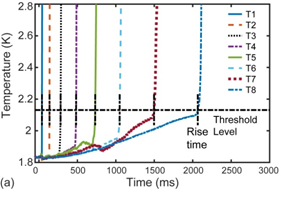 2.8
T1
T2
2.6
T3
T4
2.4
T5
T6
T7
2.2
T8
Threshold
2
Rise Level
time
1.8
0 500 1000 1500 2000 2500 3000
(a) Time (ms)
Temperature (K)